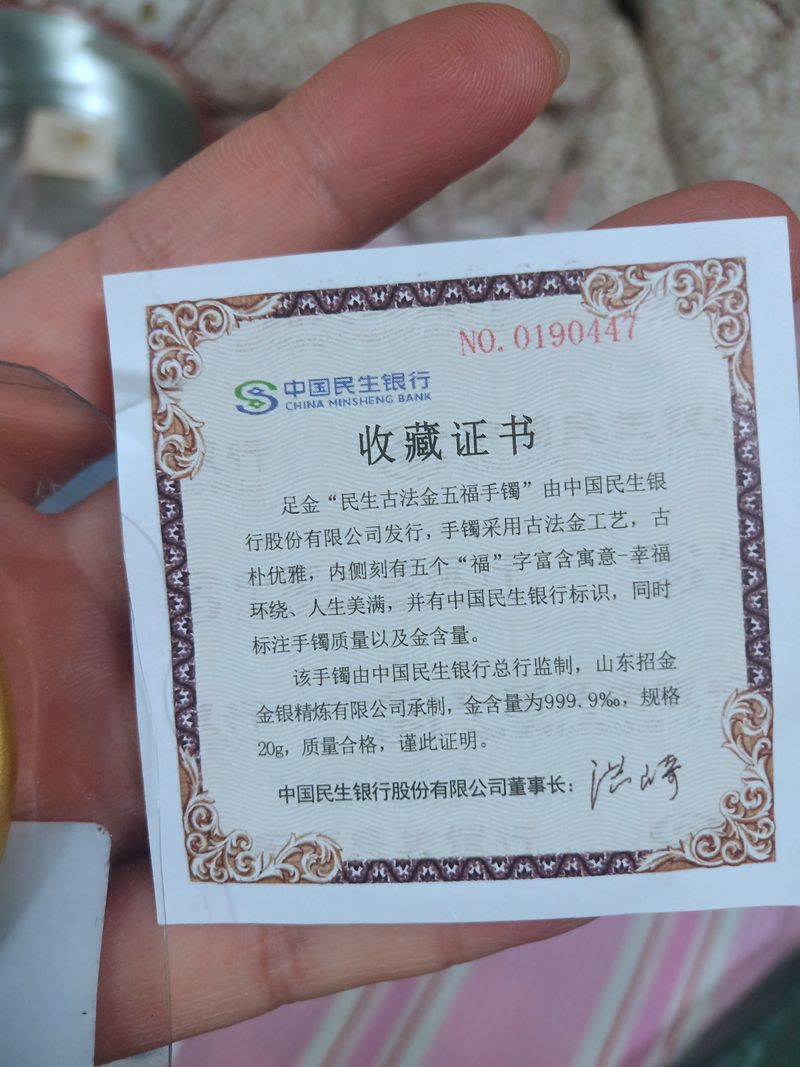 NO. 0190447
中国民生银行
CHINA MINSHENG BANK
收藏证书
足金“民生古法金五福手镯”由中国民生银
行股份有限公司发行，手镯采用古法金工艺，古
朴优雅，内侧刻有五个“福”字富含寓意-幸福
环绕、人生美满，并有中国民生银行标识，同时
标注手镯质量以及金含量。
该手镯由中国民生银行总行监制，山东招金
金银精炼有限公司承制，金含量为999.9‰，规格
20g，质量合格，谨此证明。
中国民生银行股份有限公司董事长：洪崎